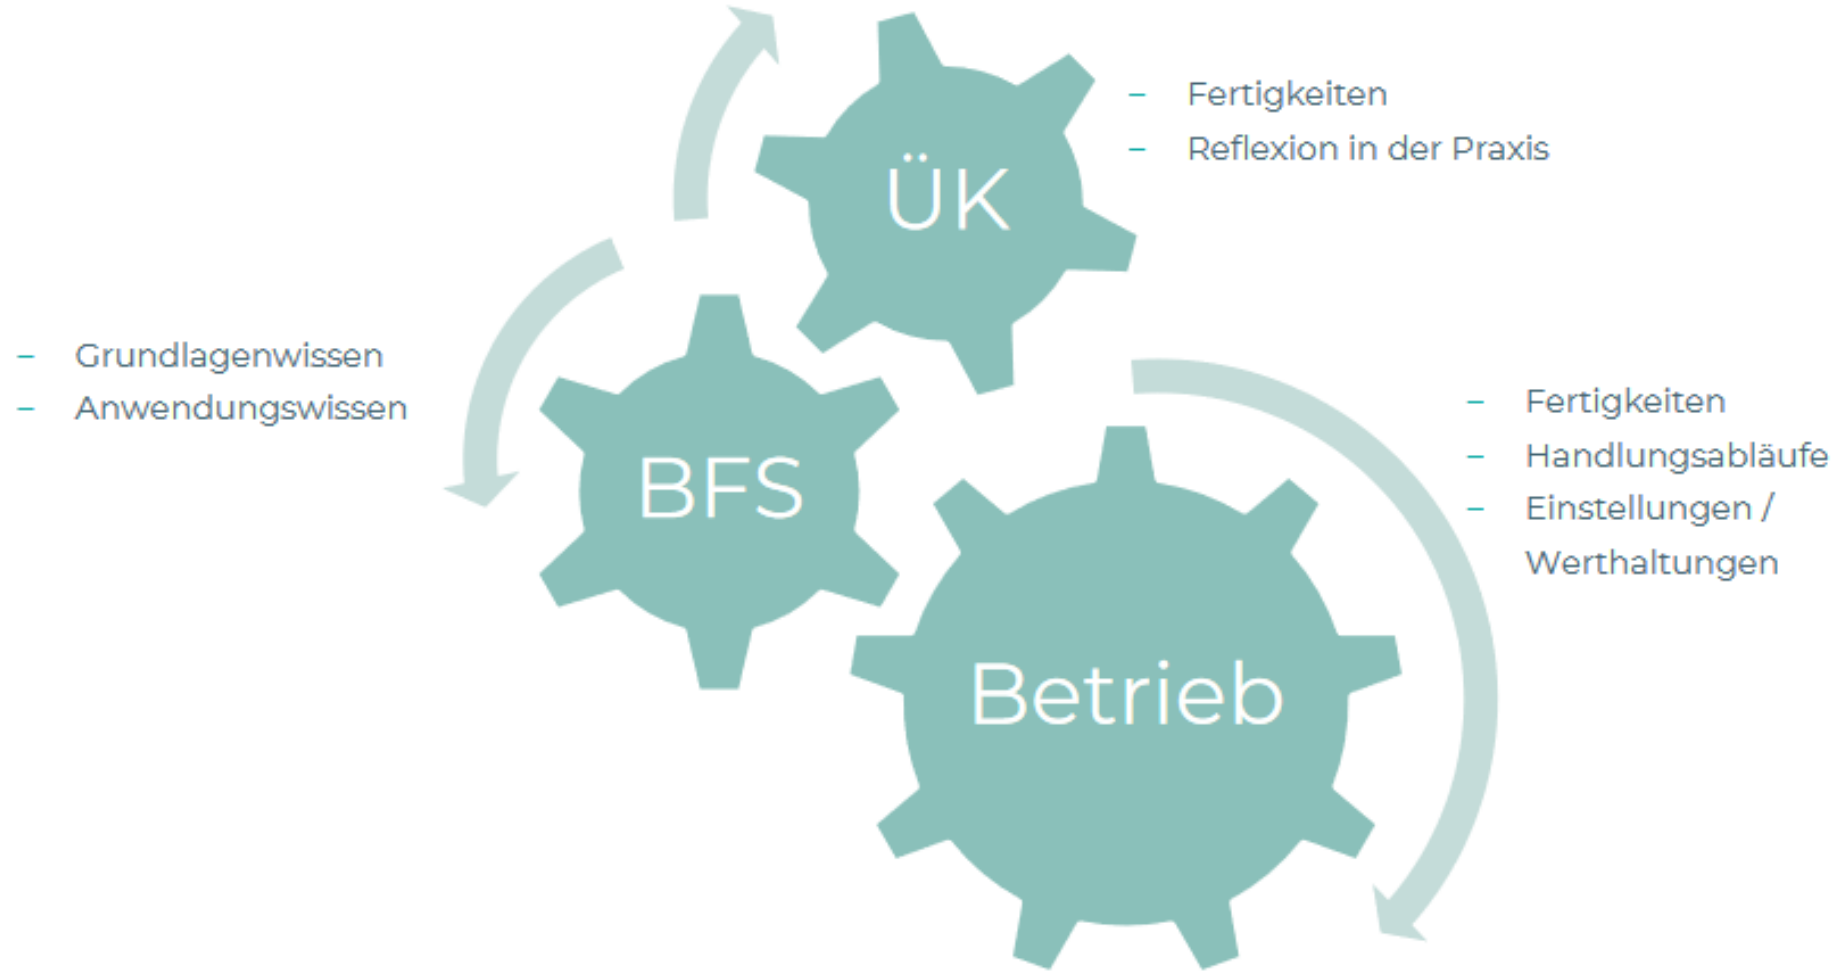 ÜK
– Fertigkeiten
– Reflexion in der Praxis
BFS
– Grundlagenwissen
– Anwendungswissen
Betrieb
– Fertigkeiten
– Handlungsabläufe
– Einstellungen /
Werthaltungen